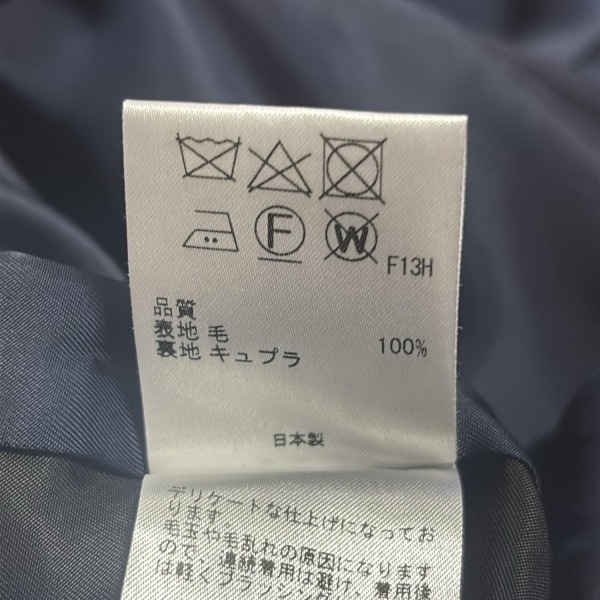 F
W
F13H
品質
表地 毛 100%
裏地 キュプラ
日本製
デリケートな仕上げになってお
ります
毛玉や毛乱れの原因になります
ので、連続着用は避け、着用後
は軽くブラッシング